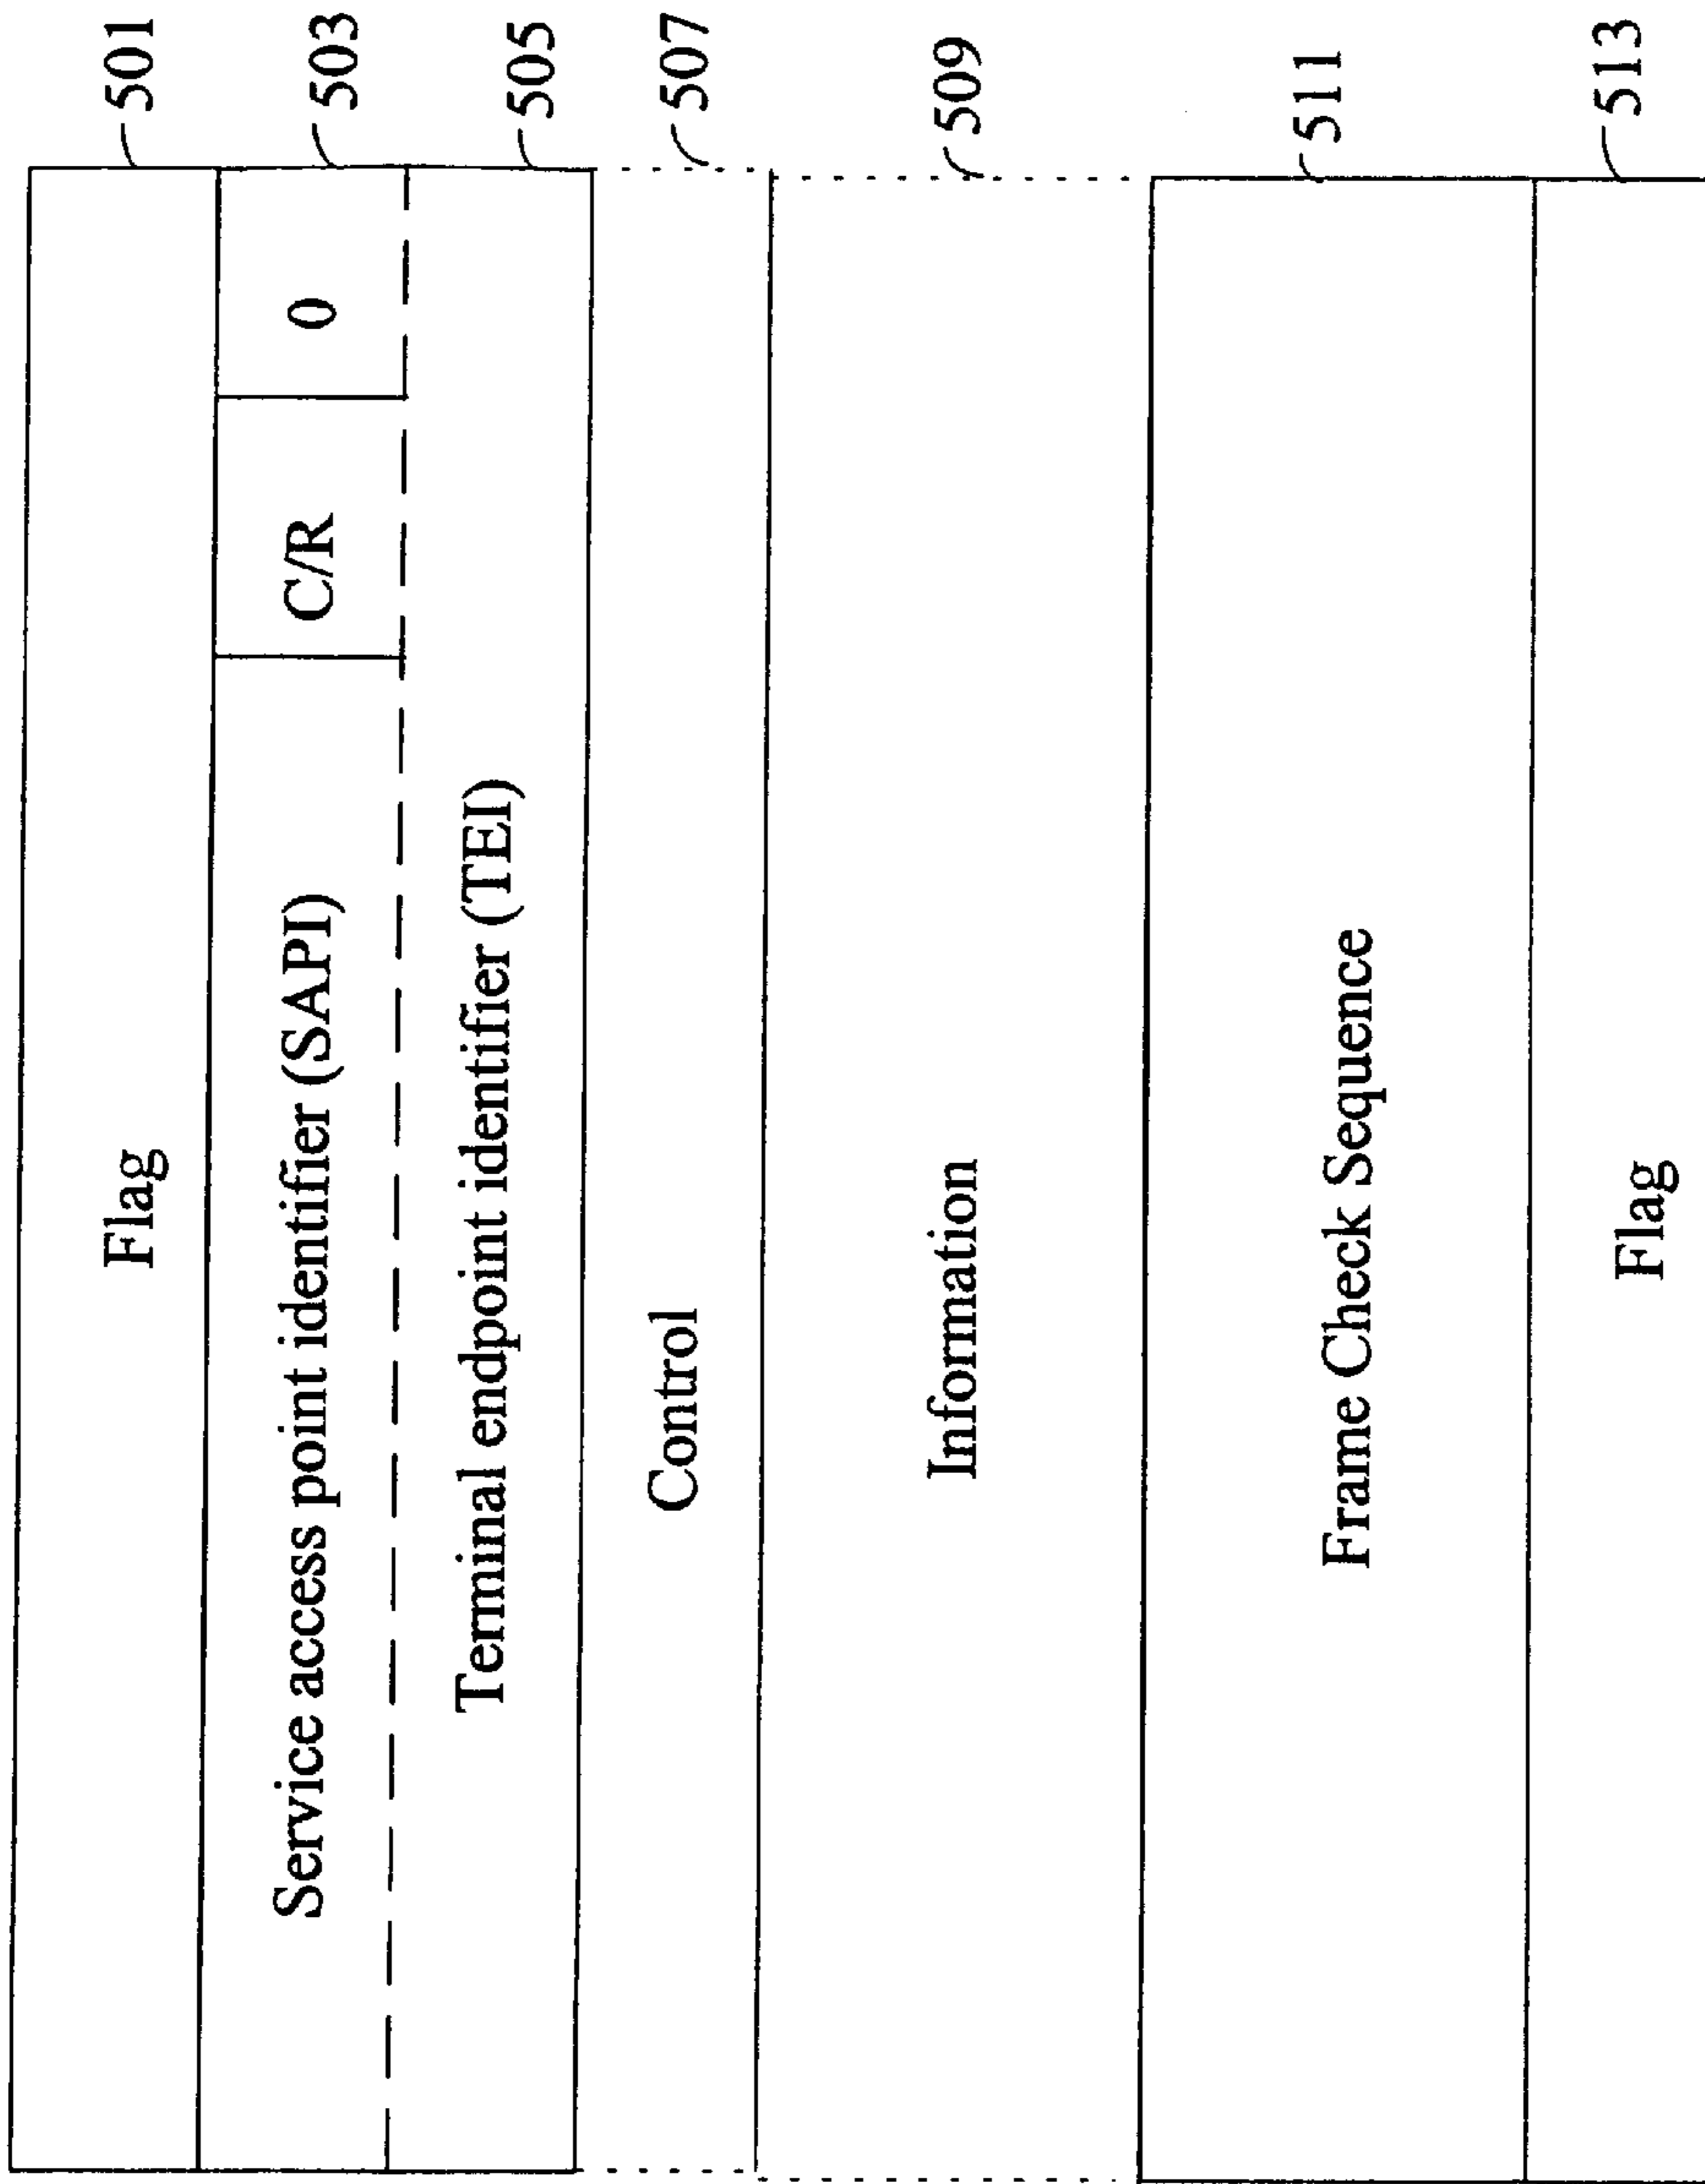 Flag 501
Service access point identifier (SAPI) C/R 0 503
Terminal endpoint identifier (TEI) 505
Control 507
Information 509
Frame Check Sequence 511
Flag 513